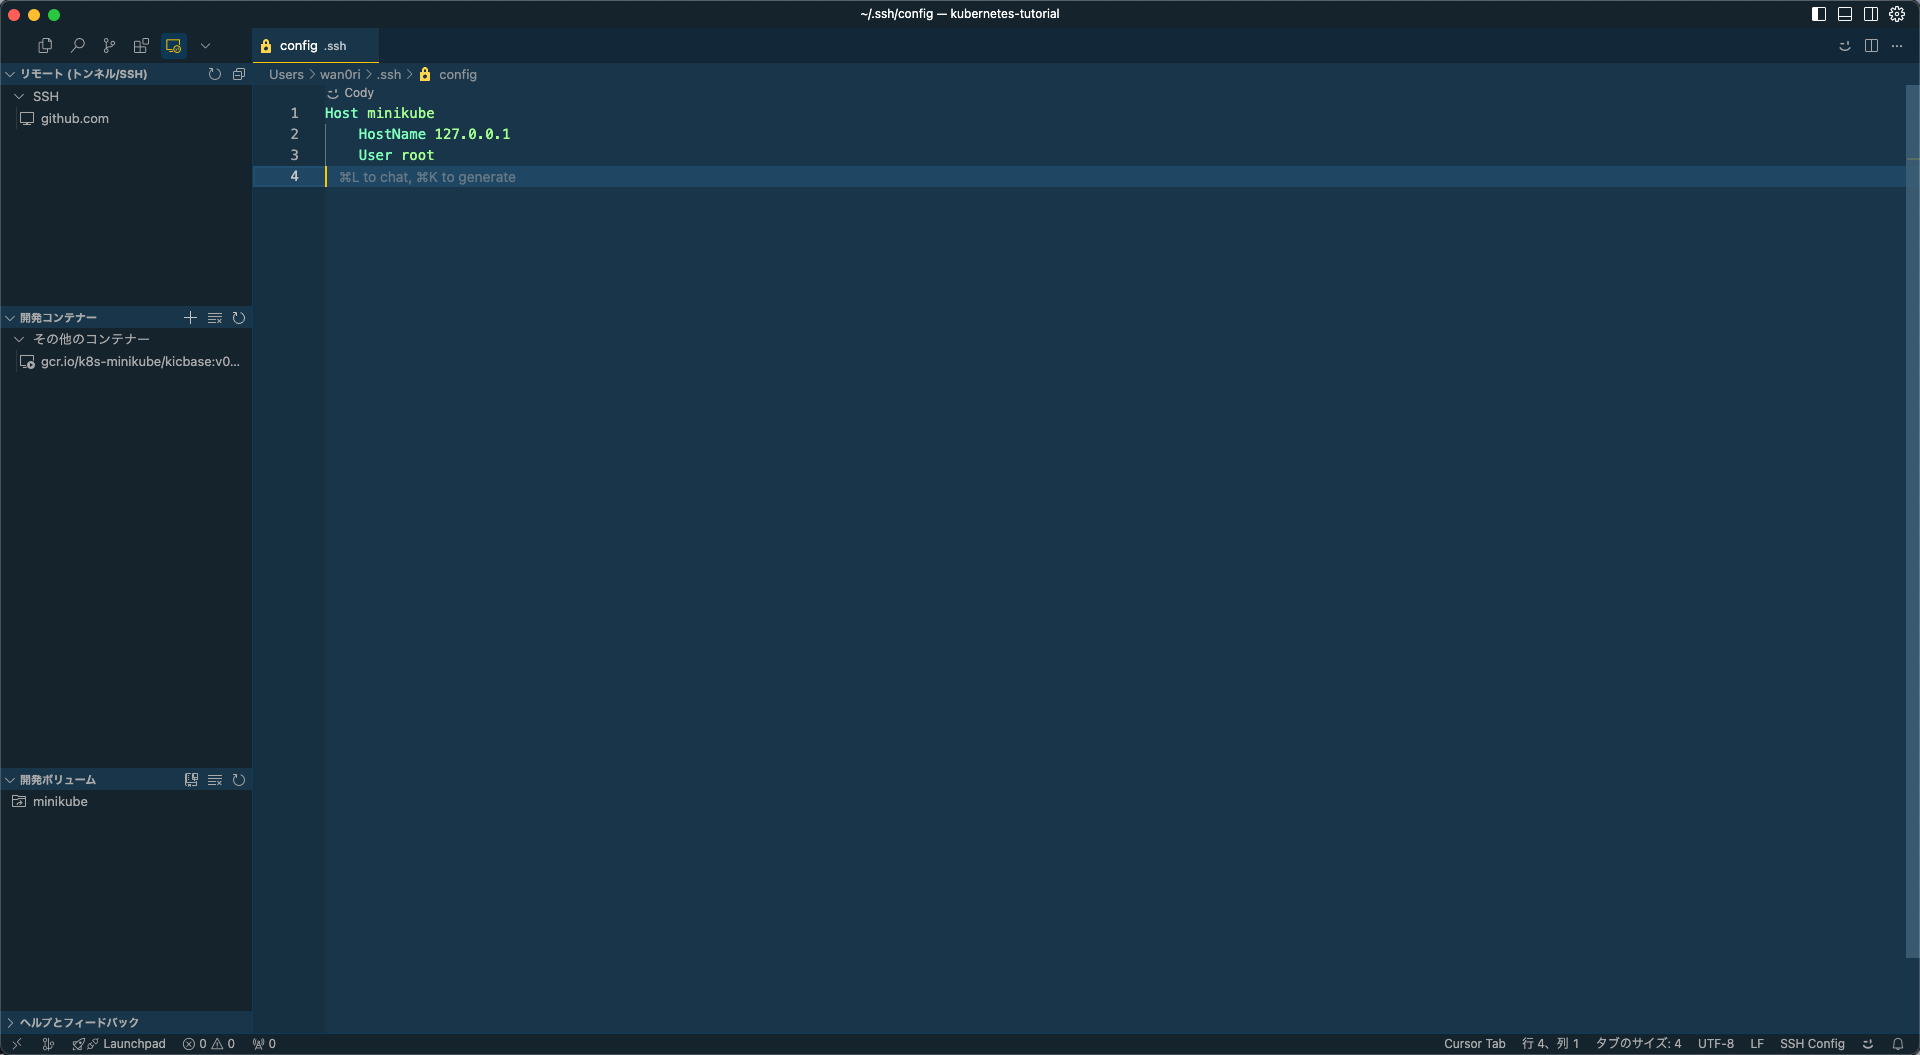 ~/.ssh/config — kubernetes-tutorial
config .ssh
リモート (トンネル/SSH)
SSH
github.com
開発コンテナー
その他のコンテナー
gcr.io/k8s-minikube/kicbase:v0...
開発ボリューム
minikube
ヘルプとフィードバック
Users > wan0ri > .ssh > config
Cody
1 Host minikube
2 HostName 127.0.0.1
3 User root
4 ⌘L to chat, ⌘K to generate
Launchpad 0 0 0 Cursor Tab 行 4、列 1 タブのサイズ: 4 UTF-8 LF SSH Config